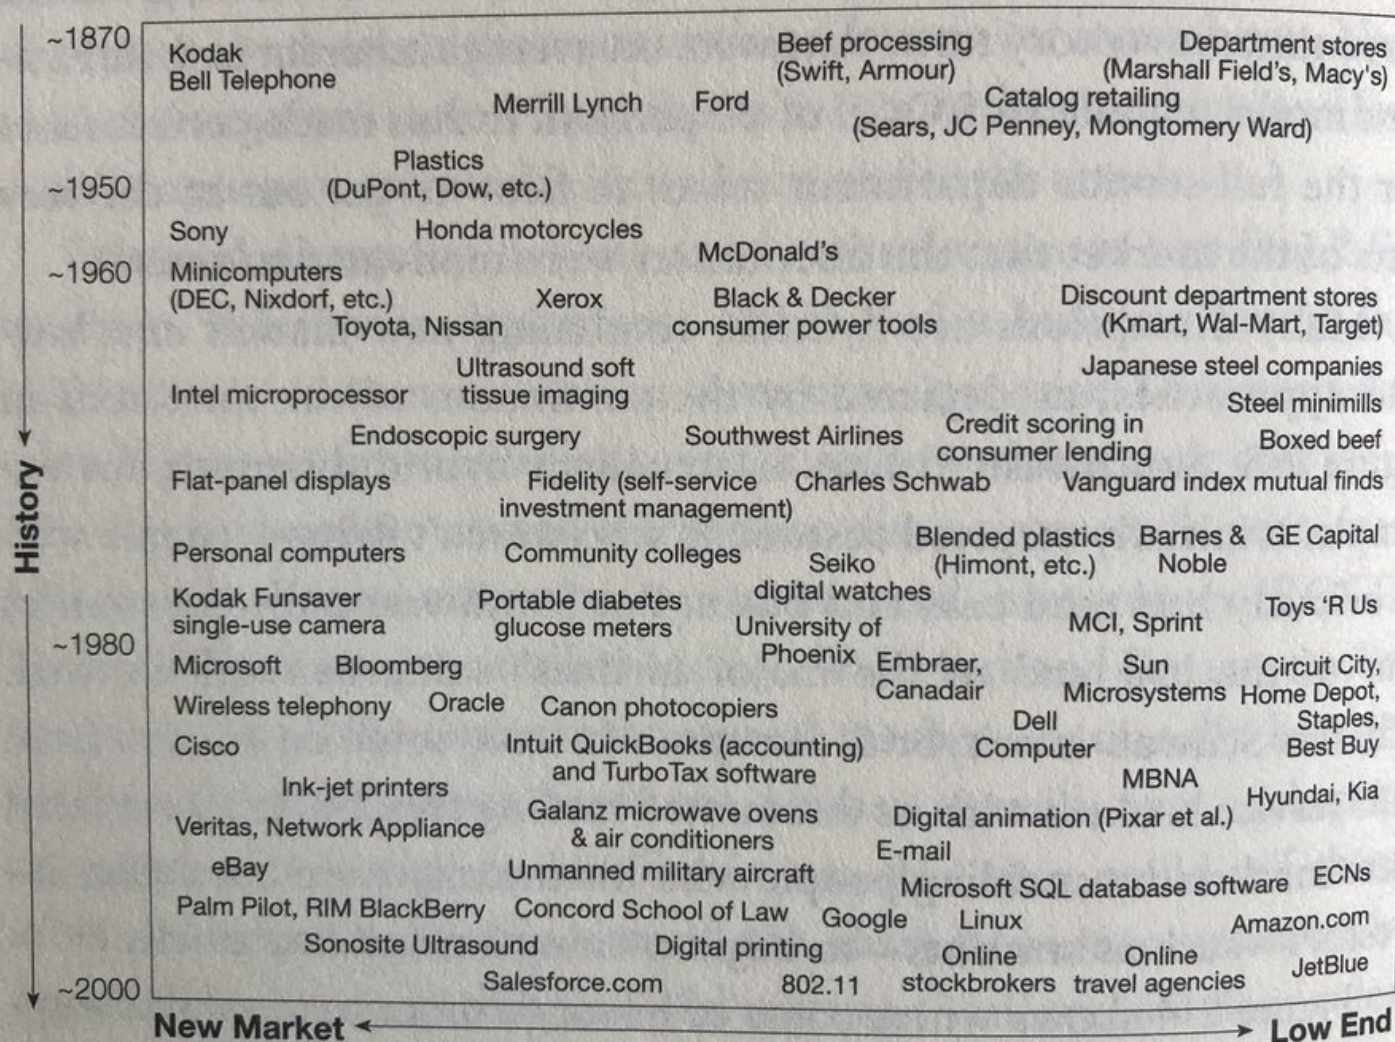 ~1870
Kodak
Bell Telephone
Beef processing
(Swift, Armour)
Department stores
(Marshall Field's, Macy's)
Merrill Lynch
Ford
Catalog retailing
(Sears, JC Penney, Mongtomery Ward)
Plastics
(DuPont, Dow, etc.)
~1950
Sony
Honda motorcycles
McDonald's
~1960
Minicomputers
(DEC, Nixdorf, etc.)
Xerox
Black & Decker
consumer power tools
Discount department stores
(Kmart, Wal-Mart, Target)
Toyota, Nissan
Ultrasound soft
tissue imaging
Japanese steel companies
Intel microprocessor
Steel minimills
Endoscopic surgery
Southwest Airlines
Credit scoring in
consumer lending
Boxed beef
Flat-panel displays
Fidelity (self-service
investment management)
Charles Schwab
Vanguard index mutual finds
Personal computers
Community colleges
Seiko
digital watches
Blended plastics
(Himont, etc.)
Barnes &
Noble
GE Capital
Kodak Funsaver
single-use camera
Portable diabetes
glucose meters
University of
Phoenix
MCI, Sprint
Toys 'R Us
~1980
Microsoft
Bloomberg
Embraer,
Canadair
Sun
Microsystems
Circuit City,
Home Depot,
Staples,
Best Buy
Wireless telephony
Oracle
Canon photocopiers
Dell
Computer
Cisco
Intuit QuickBooks (accounting)
and TurboTax software
MBNA
Ink-jet printers
Hyundai, Kia
Galanz microwave ovens
& air conditioners
Digital animation (Pixar et al.)
Veritas, Network Appliance
E-mail
eBay
Unmanned military aircraft
Microsoft SQL database software
ECNs
Palm Pilot, RIM BlackBerry
Concord School of Law
Google
Linux
Amazon.com
Sonosite Ultrasound
Digital printing
Online
stockbrokers
Online
travel agencies
JetBlue
Salesforce.com
802.11
~2000
History
New Market
Low End